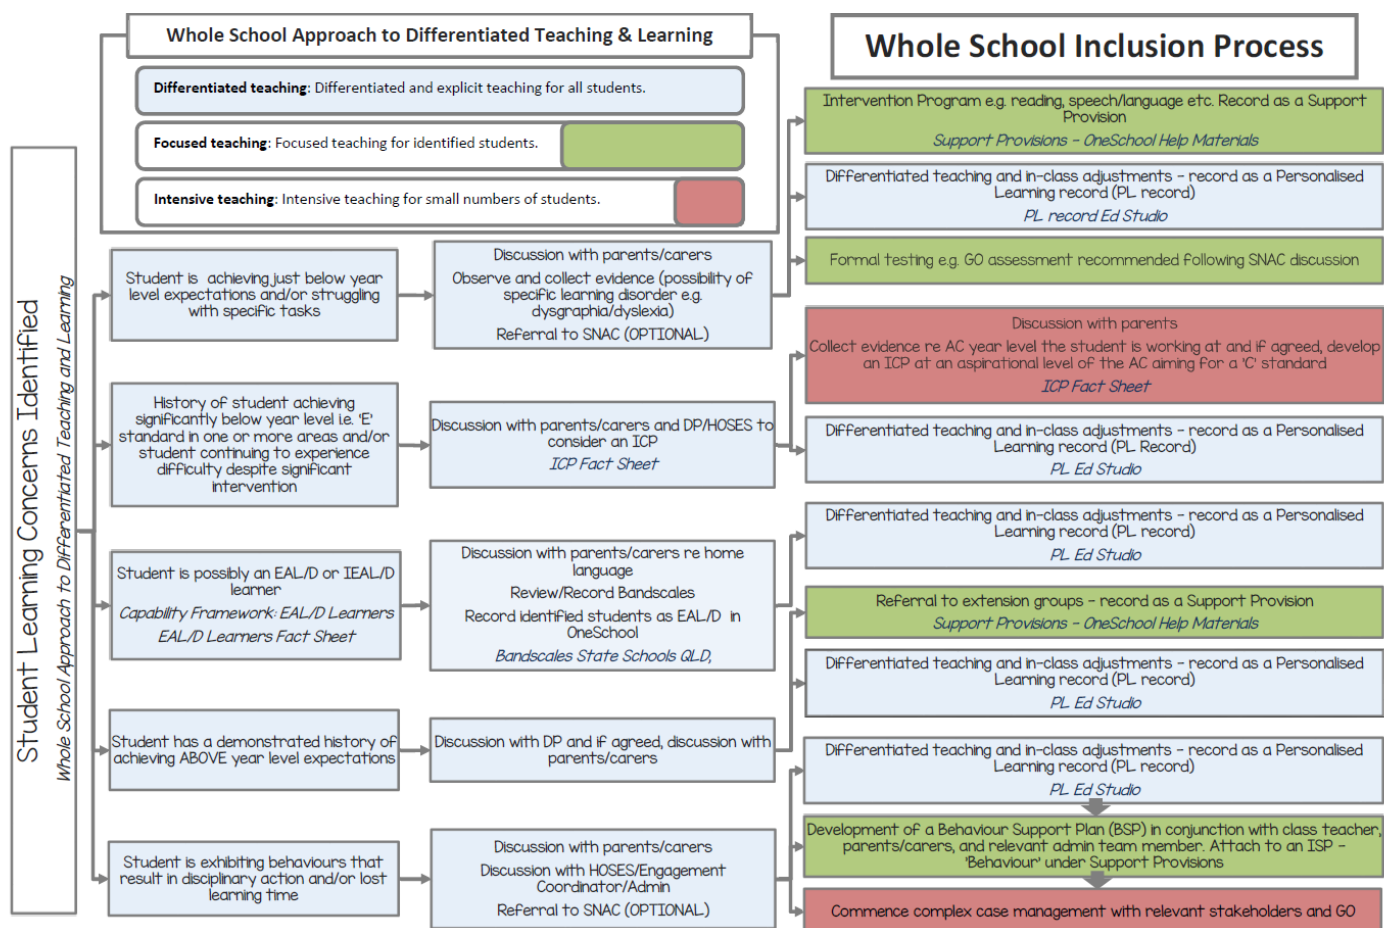 Whole School Approach to Differentiated Teaching & Learning
Differentiated teaching: Differentiated and explicit teaching for all students.
Focused teaching: Focused teaching for identified students.
Intensive teaching: Intensive teaching for small numbers of students.
Whole School Inclusion Process
Student Learning Concerns Identified
Whole School Approach to Differentiated Teaching and Learning
Student is achieving just below year
level expectations and/or struggling
with specific tasks
Discussion with parents/carers
Observe and collect evidence (possibility of
specific learning disorder e.g.
dysgraphia/dyslexia)
Referral to SNAC (OPTIONAL)
Intervention Program e.g. reading, speech/language etc. Record as a Support
Provision
Support Provisions - OneSchool Help Materials
Differentiated teaching and in-class adjustments - record as a Personalised
Learning record (PL record)
PL record Ed Studio
Formal testing e.g. GO assessment recommended following SNAC discussion
History of student achieving
significantly below year level i.e. 'E'
standard in one or more areas and/or
student continuing to experience
difficulty despite significant
intervention
Discussion with parents/carers and DP/HOSES to
consider an ICP
ICP Fact Sheet
Discussion with parents
Collect evidence re AC year level the student is working at and if agreed, develop
an ICP at an aspirational level of the AC aiming for a 'C' standard
ICP Fact Sheet
Differentiated teaching and in-class adjustments - record as a Personalised
Learning record (PL Record)
PL Ed Studio
Student is possibly an EAL/D or IEAL/D
learner
Capability Framework: EAL/D Learners
EAL/D Learners Fact Sheet
Discussion with parents/carers re home
language
Review/Record Bandscales
Record identified students as EAL/D in
OneSchool
Bandscales State Schools QLD,
Differentiated teaching and in-class adjustments - record as a Personalised
Learning record (PL record)
PL Ed Studio
Student has a demonstrated history of
achieving ABOVE year level expectations
Discussion with DP and if agreed, discussion with
parents/carers
Referral to extension groups - record as a Support Provision
Support Provisions - OneSchool Help Materials
Differentiated teaching and in-class adjustments - record as a Personalised
Learning record (PL record)
PL Ed Studio
Student is exhibiting behaviours that
result in disciplinary action and/or lost
learning time
Discussion with parents/carers
Discussion with HOSES/Engagement
Coordinator/Admin
Referral to SNAC (OPTIONAL)
Differentiated teaching and in-class adjustments - record as a Personalised
Learning record (PL record)
PL Ed Studio
Development of a Behaviour Support Plan (BSP) in conjunction with class teacher,
parents/carers, and relevant admin team member. Attach to an ISP -
'Behaviour' under Support Provisions
Commence complex case management with relevant stakeholders and GO